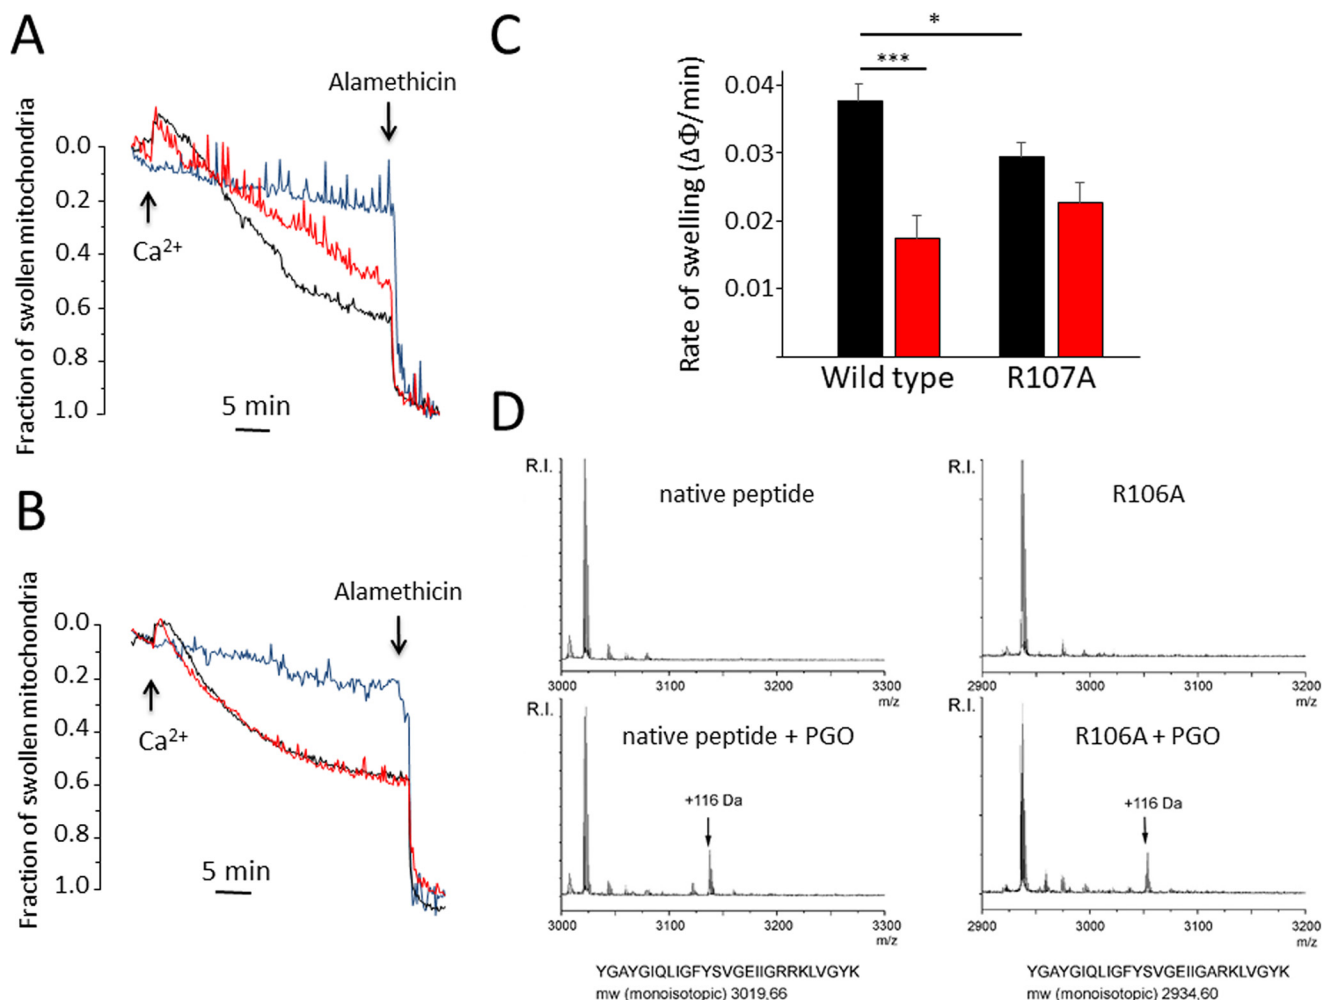 A
Alamethicin
Fraction of swollen mitochondria
0.0
0.2
0.4
0.6
0.8
1.0
Ca2+
5 min
B
Alamethicin
Fraction of swollen mitochondria
0.0
0.2
0.4
0.6
0.8
1.0
Ca2+
5 min
C
*
***
Rate of swelling (ΔΦ/min)
0.04
0.03
0.02
0.01
Wild type
R107A
D
R.I.
native peptide
3000
3100
3200
3300
m/z
R.I.
R106A
2900
3000
3100
3200
m/z
R.I.
native peptide + PGO
+116 Da
3000
3100
3200
3300
m/z
YGAYGIQLIGFYSVGEIIGRRKLVGYK
mw (monoisotopic) 3019,66
R.I.
R106A + PGO
+116 Da
2900
3000
3100
3200
m/z
YGAYGIQLIGFYSVGEIIGARKLVGYK
mw (monoisotopic) 2934,60